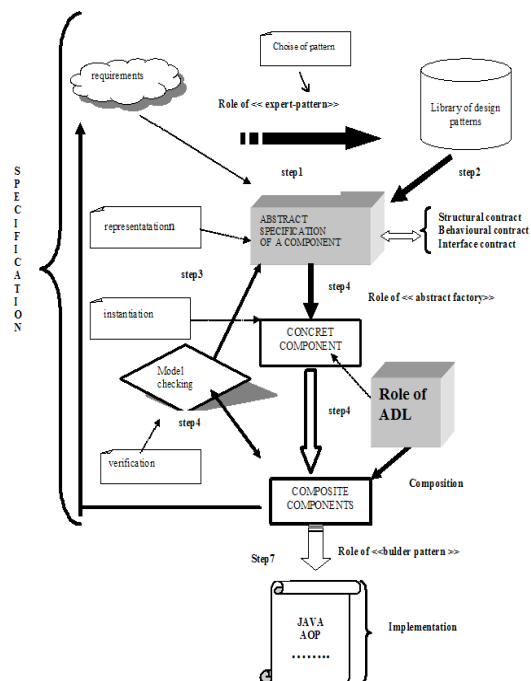 Choise of pattern
requirements
Role of << expert-pattern>>
Library of design
patterns
step1
step2
S
P
E
C
I
F
I
C
A
T
I
O
N
ABSTRACT
SPECIFICATION
OF A COMPONENT
Structural contract
Behavioural contract
Interface contract
representatation
step3
step4
Role of << abstract factory>>
instantiation
CONCRET
COMPONENT
Model
checking
Role of
ADL
step4
step4
verification
COMPOSITE
COMPONENTS
Composition
Step7
Role of <<bulder pattern >>
JAVA
AOP
........
Implementation